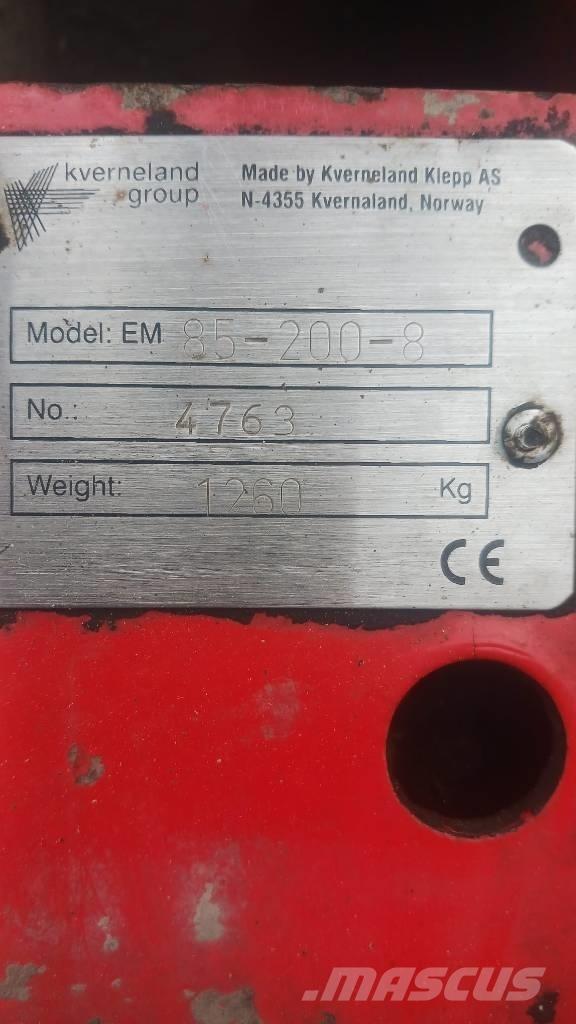 kverneland
group
Made by Kverneland Klepp AS
N-4355 Kvernaland, Norway
Model: EM 85-200-8
No.: 4763
Weight: 1260 Kg
CE
MASCUS